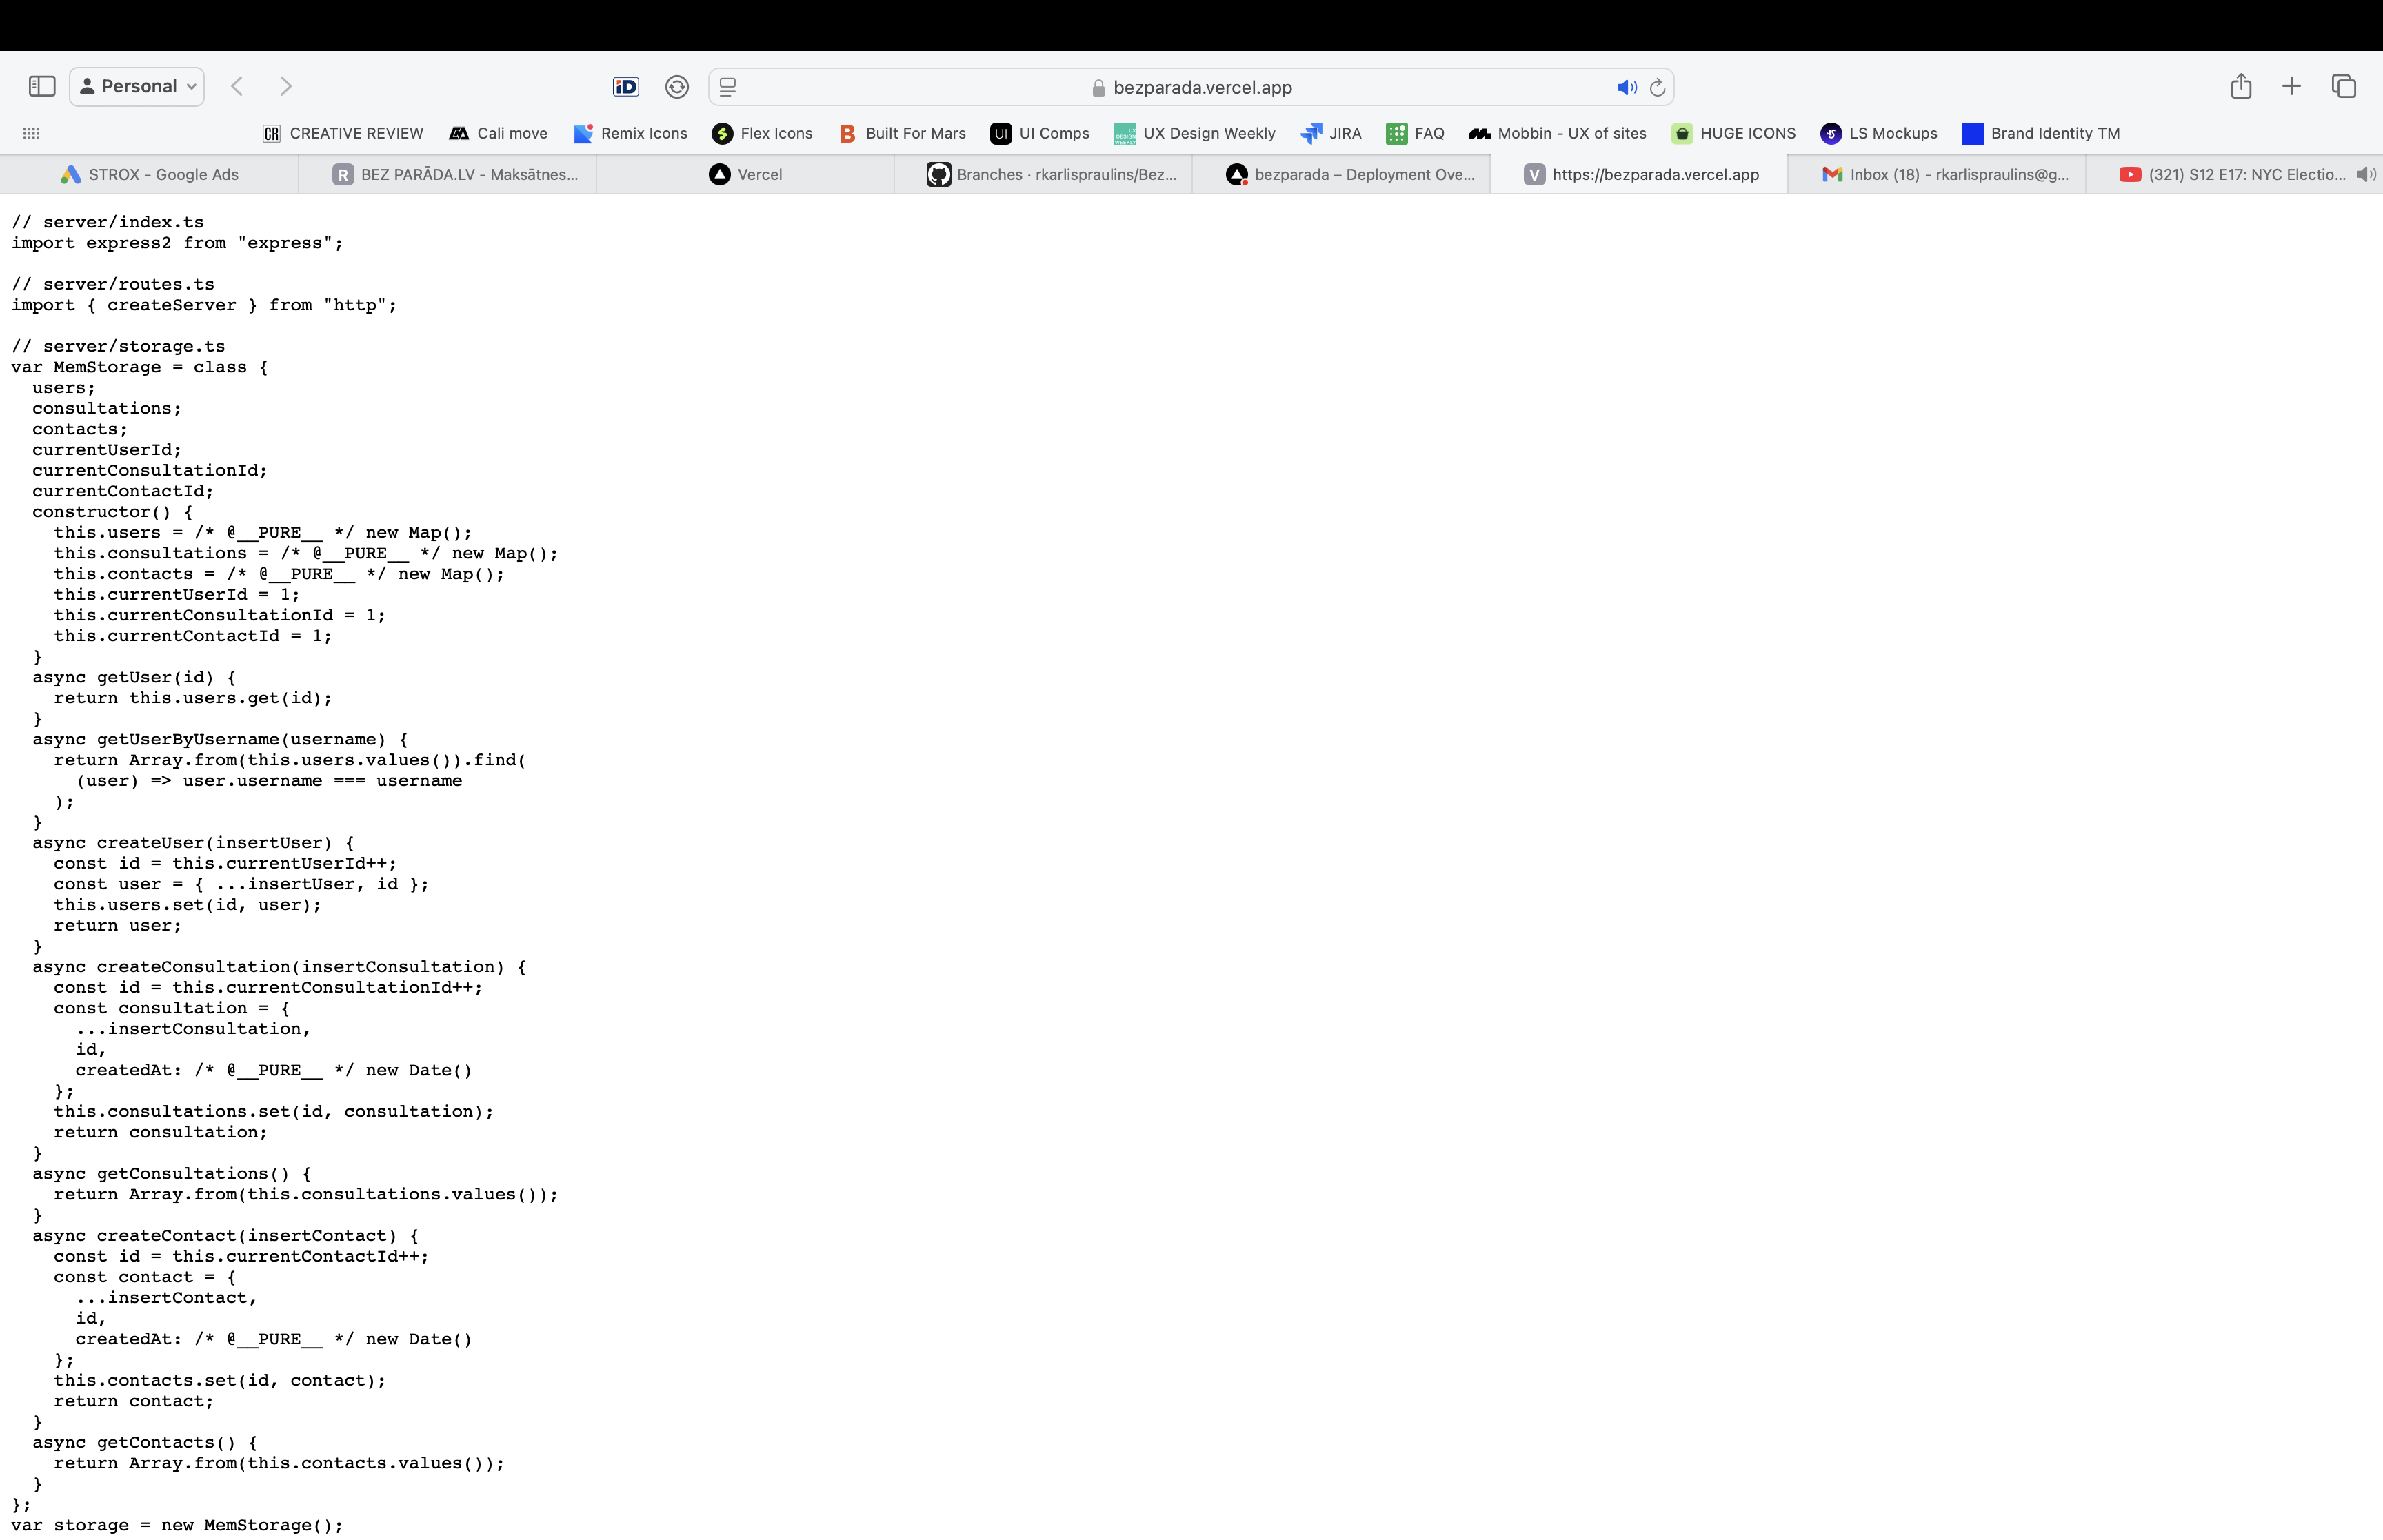 Personal
iD
bezparada.vercel.app
CR CREATIVE REVIEW
Cali move
Remix Icons
Flex Icons
B Built For Mars
UI UI Comps
UX Design Weekly
JIRA
FAQ
Mobbin - UX of sites
HUGE ICONS
LS Mockups
Brand Identity TM
STROX - Google Ads
R BEZ PARĀDA.LV - Maksātnes...
Vercel
Branches · rkarlispraulins/Bez...
bezparada – Deployment Ove...
V https://bezparada.vercel.app
Inbox (18) - rkarlispraulins@g...
(321) S12 E17: NYC Electio...
// server/index.ts
import express2 from "express";
// server/routes.ts
import { createServer } from "http";
// server/storage.ts
var MemStorage = class {
  users;
  consultations;
  contacts;
  currentUserId;
  currentConsultationId;
  currentContactId;
  constructor() {
    this.users = /* @__PURE__ */ new Map();
    this.consultations = /* @__PURE__ */ new Map();
    this.contacts = /* @__PURE__ */ new Map();
    this.currentUserId = 1;
    this.currentConsultationId = 1;
    this.currentContactId = 1;
  }
  async getUser(id) {
    return this.users.get(id);
  }
  async getUserByUsername(username) {
    return Array.from(this.users.values()).find(
      (user) => user.username === username
    );
  }
  async createUser(insertUser) {
    const id = this.currentUserId++;
    const user = { ...insertUser, id };
    this.users.set(id, user);
    return user;
  }
  async createConsultation(insertConsultation) {
    const id = this.currentConsultationId++;
    const consultation = {
      ...insertConsultation,
      id,
      createdAt: /* @__PURE__ */ new Date()
    };
    this.consultations.set(id, consultation);
    return consultation;
  }
  async getConsultations() {
    return Array.from(this.consultations.values());
  }
  async createContact(insertContact) {
    const id = this.currentContactId++;
    const contact = {
      ...insertContact,
      id,
      createdAt: /* @__PURE__ */ new Date()
    };
    this.contacts.set(id, contact);
    return contact;
  }
  async getContacts() {
    return Array.from(this.contacts.values());
  }
};
var storage = new MemStorage();